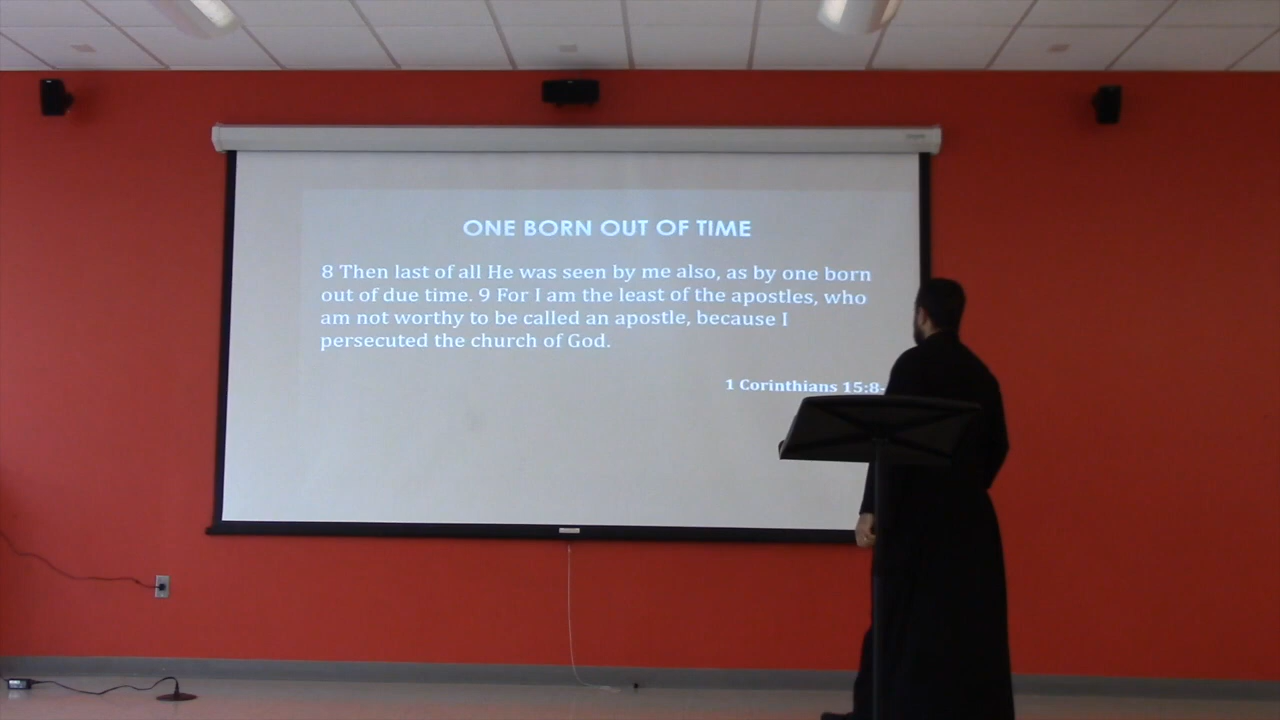 ONE BORN OUT OF TIME
8 Then last of all He was seen by me also, as by one born
out of due time. 9 For I am the least of the apostles, who
am not worthy to be called an apostle, because I
persecuted the church of God.
1 Corinthians 15:8-